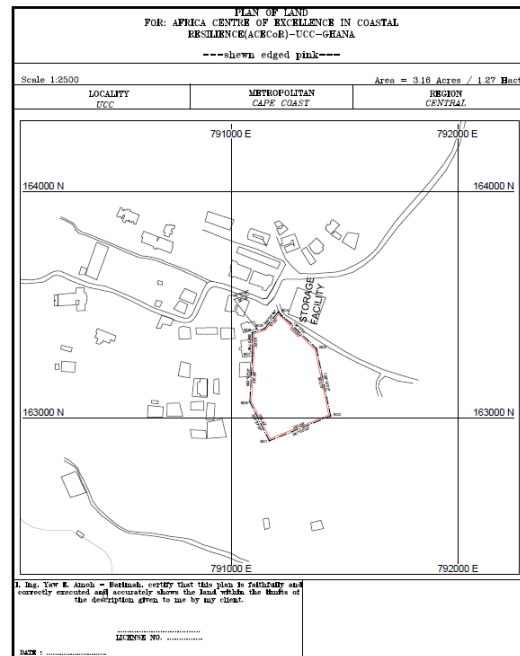 PLAN OF LAND
FOR: AFRICA CENTRE OF EXCELLENCE IN COASTAL
RESILIENCE(ACECoR)-UCC-GHANA
---shewn edged pink---
Scale 1:2500
Area = 3.16 Acres / 1.27 Hact
LOCALITY
UCC
METROPOLITAN
CAPE COAST
REGION
CENTRAL
791000 E
792000 E
164000 N
164000 N
STORAGE
FACILITY
163000 N
163000 N
791000 E
792000 E
I, Ing. Yaw E. certify that this plan is faithfully and
correctly executed and accurately shows the land within the limits of
the description given to me by my client.
LICENSE NO. ..............
DATE : ........................